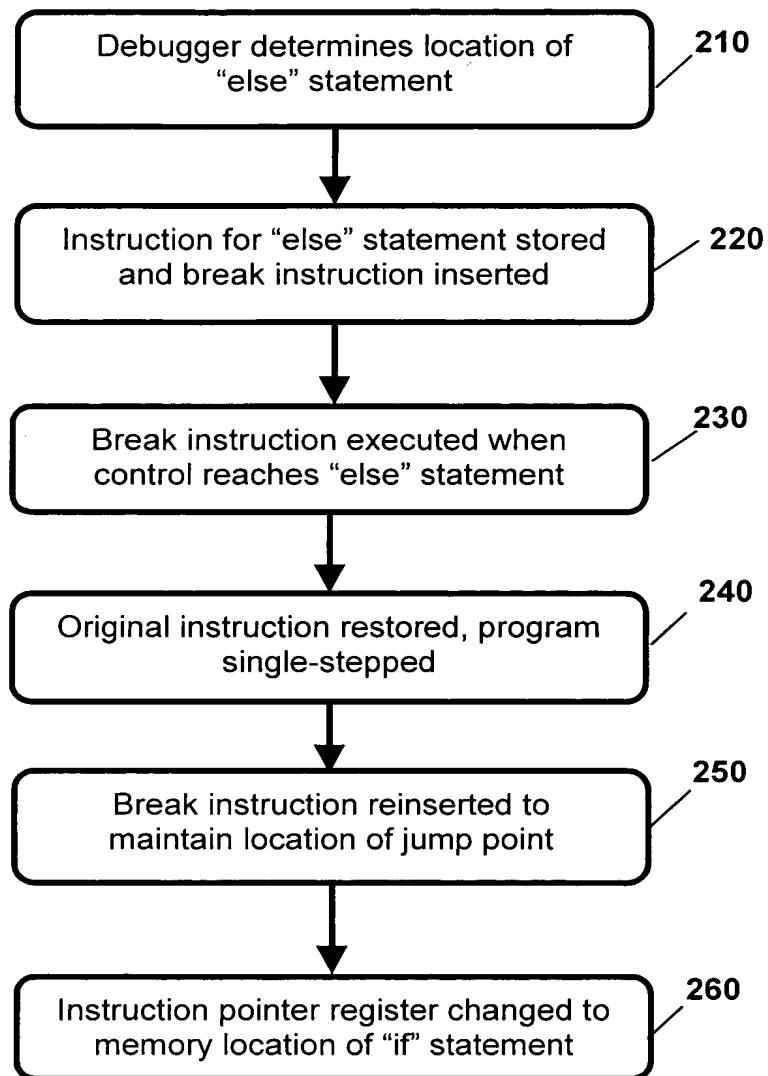 Debugger determines location of
“else” statement
210
Instruction for “else” statement stored
and break instruction inserted
220
Break instruction executed when
control reaches “else” statement
230
Original instruction restored, program
single-stepped
240
Break instruction reinserted to
maintain location of jump point
250
Instruction pointer register changed to
memory location of “if” statement
260